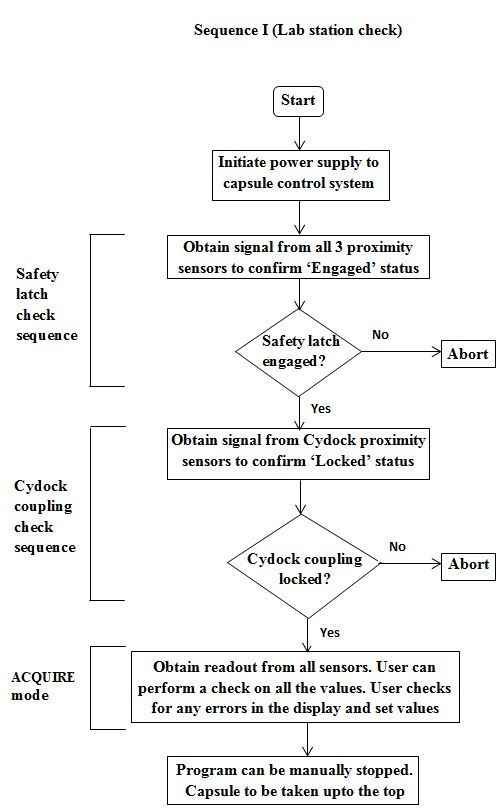 Sequence I (Lab station check)
Start
Initiate power supply to
capsule control system
Safety
latch
check
sequence
Obtain signal from all 3 proximity
sensors to confirm ‘Engaged’ status
Safety latch
engaged?
No
Abort
Yes
Cydock
coupling
check
sequence
Obtain signal from Cydock proximity
sensors to confirm ‘Locked’ status
Cydock coupling
locked?
No
Abort
Yes
ACQUIRE
mode
Obtain readout from all sensors. User can
perform a check on all the values. User checks
for any errors in the display and set values
Program can be manually stopped.
Capsule to be taken upto the top